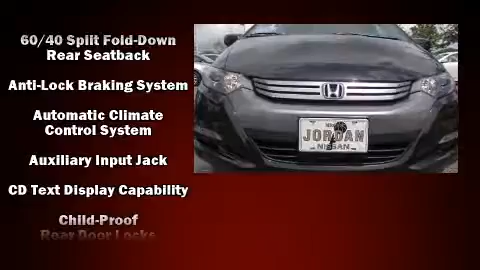 60/40 Split Fold-Down
Rear Seatback
Anti-Lock Braking System
Automatic Climate
Control System
Auxiliary Input Jack
CD Text Display Capability
Child-Proof
Rear Door Locks
JORDAN
NISSAN